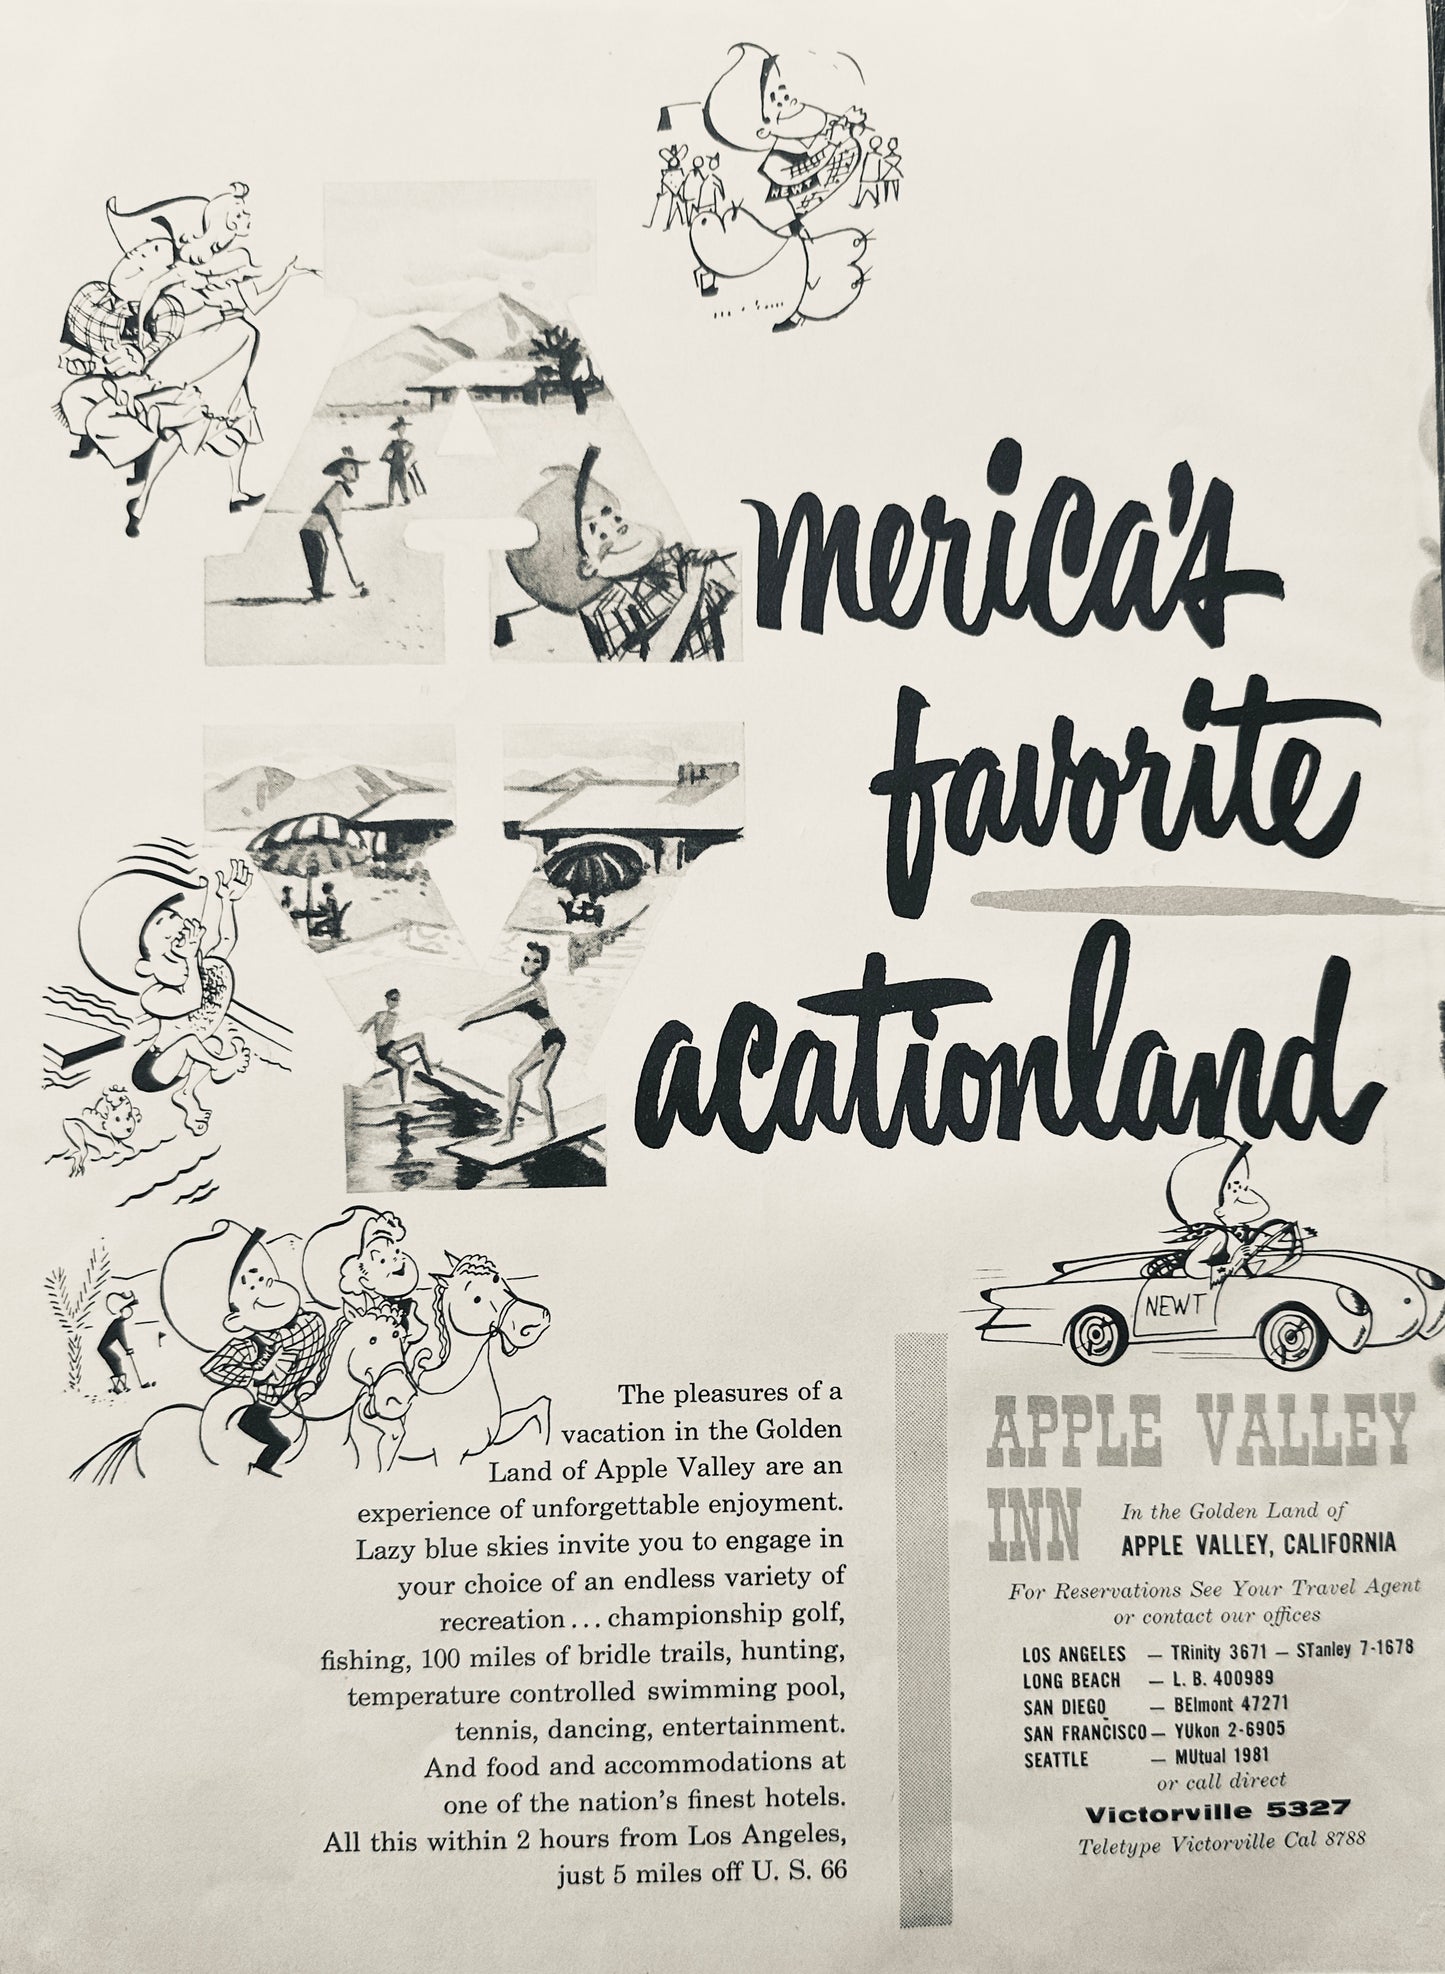 America's
favorite
Vacationland
NEWT
NEWT
The pleasures of a
vacation in the Golden
Land of Apple Valley are an
experience of unforgettable enjoyment.
Lazy blue skies invite you to engage in
your choice of an endless variety of
recreation . . . championship golf,
fishing, 100 miles of bridle trails, hunting,
temperature controlled swimming pool,
tennis, dancing, entertainment.
And food and accommodations at
one of the nation's finest hotels.
All this within 2 hours from Los Angeles,
just 5 miles off U. S. 66
APPLE VALLEY
INN
In the Golden Land of
APPLE VALLEY, CALIFORNIA
For Reservations See Your Travel Agent
or contact our offices
LOS ANGELES — TRinity 3671 — STanley 7-1678
LONG BEACH — L. B. 400989
SAN DIEGO — BElmont 47271
SAN FRANCISCO — YUkon 2-6905
SEATTLE — MUtual 1981
or call direct
Victorville 5327
Teletype Victorville Cal 8788